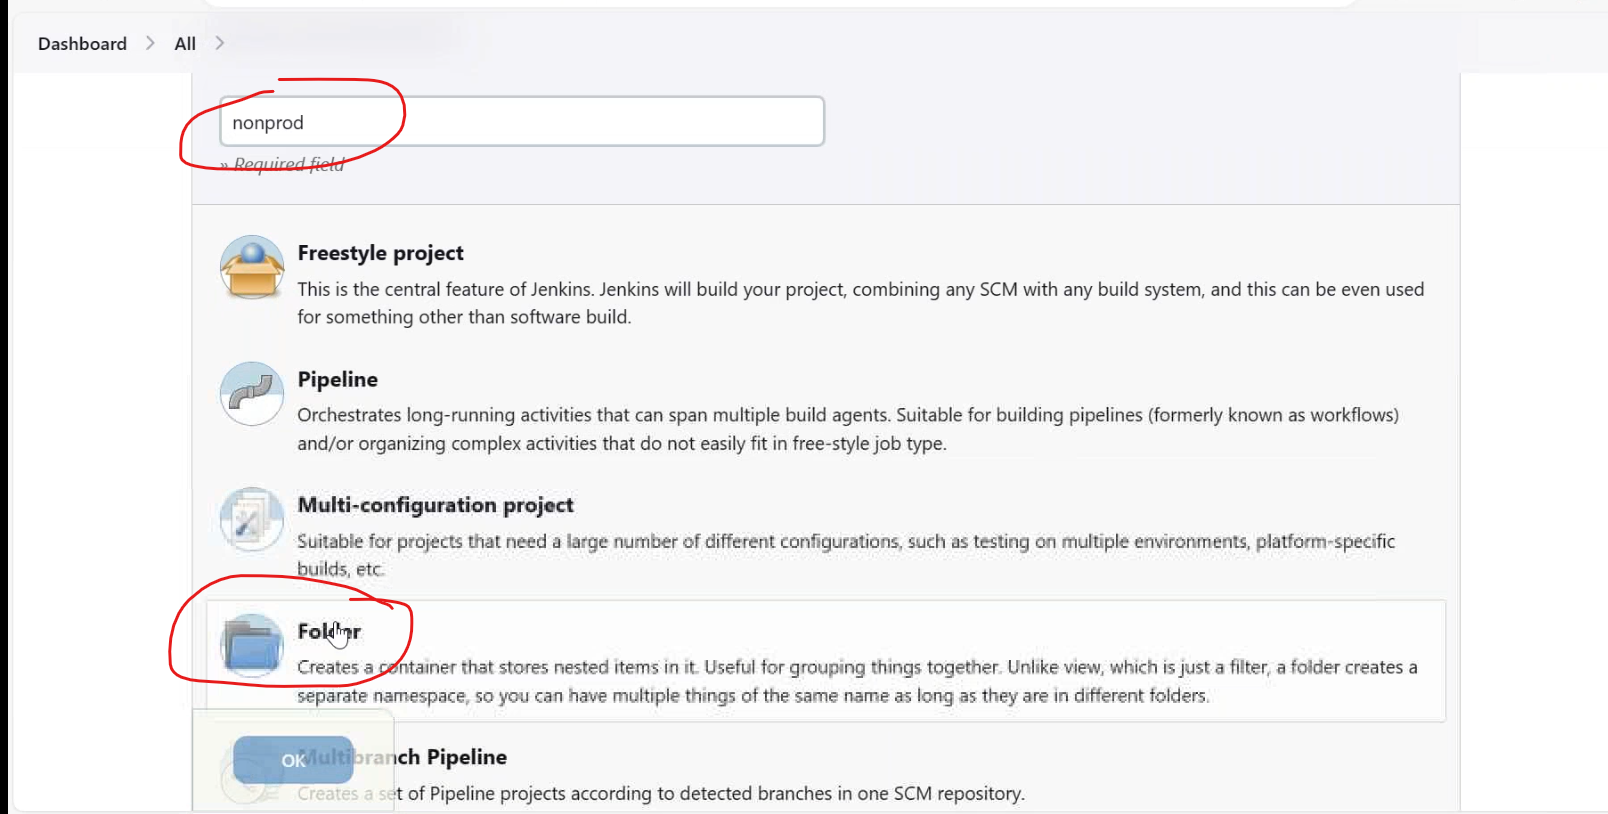 Dashboard > All >
nonprod
» Required field
Freestyle project
This is the central feature of Jenkins. Jenkins will build your project, combining any SCM with any build system, and this can be even used
for something other than software build.
Pipeline
Orchestrates long-running activities that can span multiple build agents. Suitable for building pipelines (formerly known as workflows)
and/or organizing complex activities that do not easily fit in free-style job type.
Multi-configuration project
Suitable for projects that need a large number of different configurations, such as testing on multiple environments, platform-specific
builds, etc.
Folder
Creates a container that stores nested items in it. Useful for grouping things together. Unlike view, which is just a filter, a folder creates a
separate namespace, so you can have multiple things of the same name as long as they are in different folders.
OK
Multibranch Pipeline
Creates a set of Pipeline projects according to detected branches in one SCM repository.